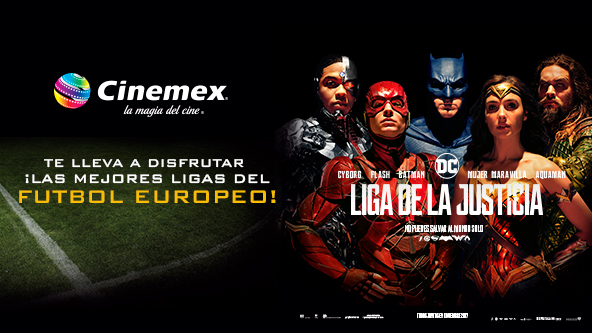 Cinemex®
la magia del cine®
TE LLEVA A DISFRUTAR
¡LAS MEJORES LIGAS DEL
FUTBOL EUROPEO!
CYBORG FLASH BATMAN DC MUJER MARAVILLA AQUAMAN
LIGA DE LA JUSTICIA
NO PUEDES SALVAR AL MUNDO SOLO